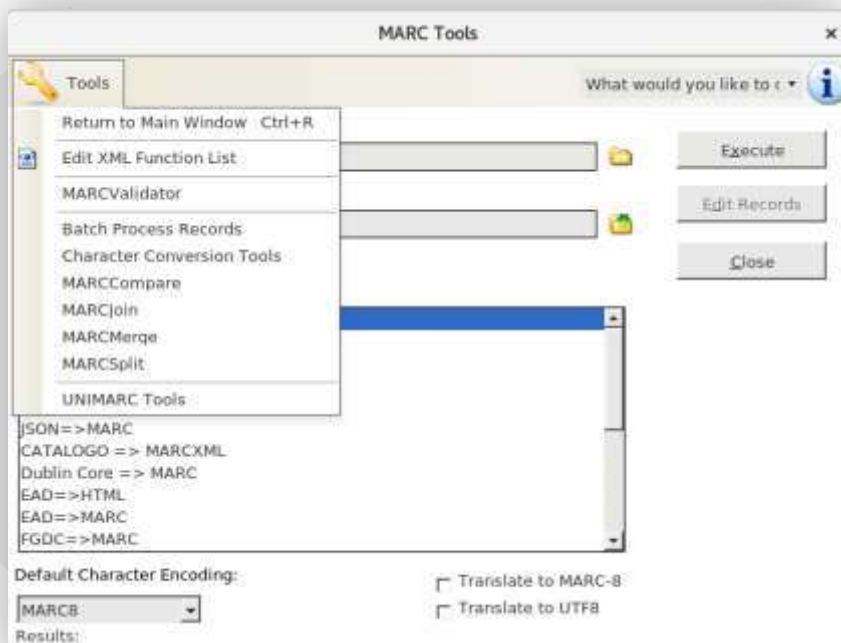 MARC Tools
Tools
What would you like to c
Return to Main Window Ctrl+R
Edit XML Function List
MARCValidator
Batch Process Records
Character Conversion Tools
MARCCompare
MARCJoin
MARCMerge
MARCSplit
UNIMARC Tools
Execute
Edit Records
Close
JSON=>MARC
CATALOGO => MARCXML
Dublin Core => MARC
EAD=>HTML
EAD=>MARC
FGDC=>MARC
Default Character Encoding:
MARC8
Translate to MARC-8
Translate to UTF8
Results: